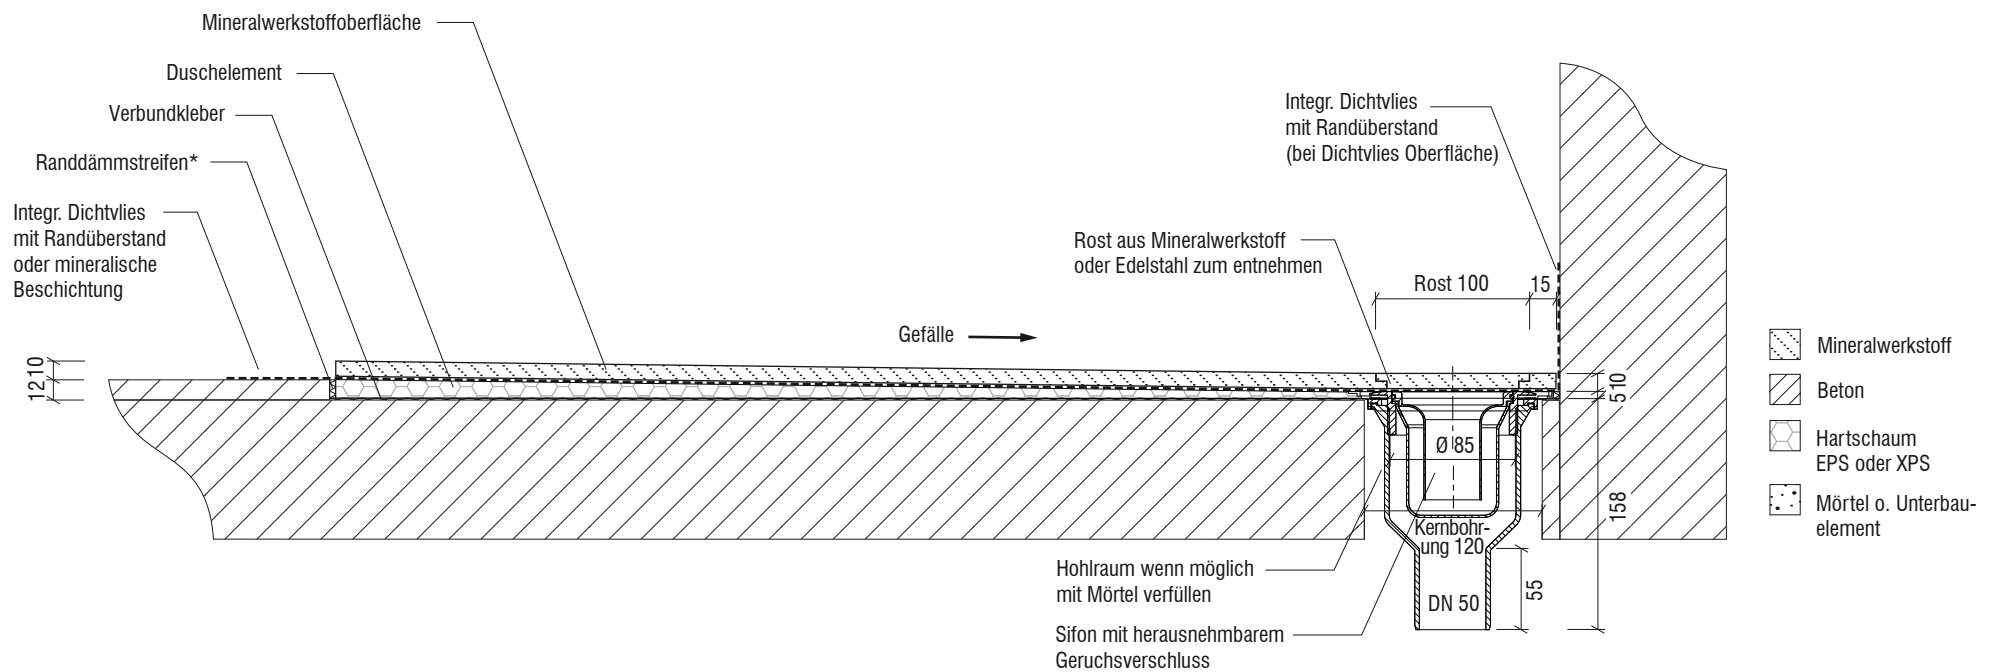 Mineralwerkstoffoberfläche
Duschelement
Verbundkleber
Randdämmstreifen*
Integr. Dichtvlies
mit Randüberstand
oder mineralische
Beschichtung
10
12
Gefälle
Integr. Dichtvlies
mit Randüberstand
(bei Dichtvlies Oberfläche)
Rost aus Mineralwerkstoff
oder Edelstahl zum entnehmen
Rost 100
15
10
5
158
Ø 85
Kernbohr-
ung 120
55
DN 50
Hohlraum wenn möglich
mit Mörtel verfüllen
Sifon mit herausnehmbarem
Geruchsverschluss
Mineralwerkstoff
Beton
Hartschaum
EPS oder XPS
Mörtel o. Unterbau-
element